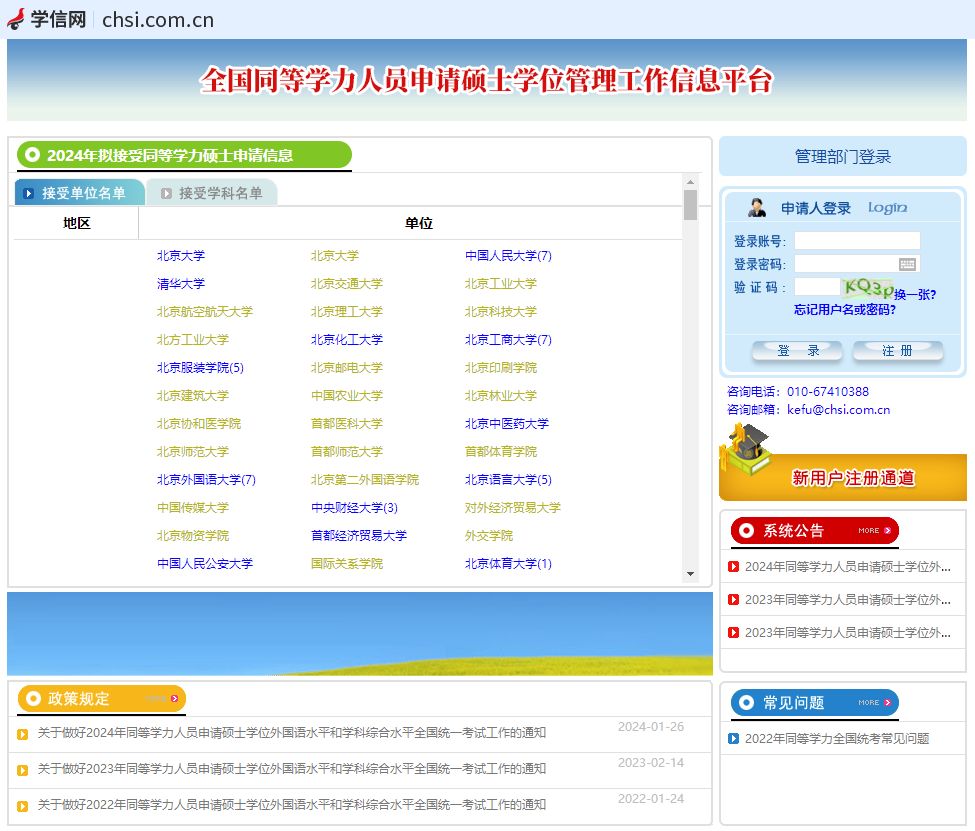 学信网 chsi.com.cn
全国同等学力人员申请硕士学位管理工作信息平台
2024年拟接受同等学力硕士申请信息
接受单位名单 接受学科名单
地区 单位
北京大学 北京大学 中国人民大学(7)
清华大学 北京交通大学 北京工业大学
北京航空航天大学 北京理工大学 北京科技大学
北方工业大学 北京化工大学 北京工商大学(7)
北京服装学院(5) 北京邮电大学 北京印刷学院
北京建筑大学 中国农业大学 北京林业大学
北京协和医学院 首都医科大学 北京中医药大学
北京师范大学 首都师范大学 首都体育学院
北京外国语大学(7) 北京第二外国语学院 北京语言大学(5)
中国传媒大学 中央财经大学(3) 对外经济贸易大学
北京物资学院 首都经济贸易大学 外交学院
中国人民公安大学 国际关系学院 北京体育大学(1)
管理部门登录
申请人登录 Login
登录账号:
登录密码:
验 证 码 : KQ3p 换一张?
忘记用户名或密码?
登 录 注 册
咨询电话：010-67410388
咨询邮箱：kefu@chsi.com.cn
新用户注册通道
系统公告 MORE
2024年同等学力人员申请硕士学位外...
2023年同等学力人员申请硕士学位外...
2023年同等学力人员申请硕士学位外...
政策规定 MORE
关于做好2024年同等学力人员申请硕士学位外国语水平和学科综合水平全国统一考试工作的通知 2024-01-26
关于做好2023年同等学力人员申请硕士学位外国语水平和学科综合水平全国统一考试工作的通知 2023-02-14
关于做好2022年同等学力人员申请硕士学位外国语水平和学科综合水平全国统一考试工作的通知 2022-01-24
常见问题 MORE
2022年同等学力全国统考常见问题